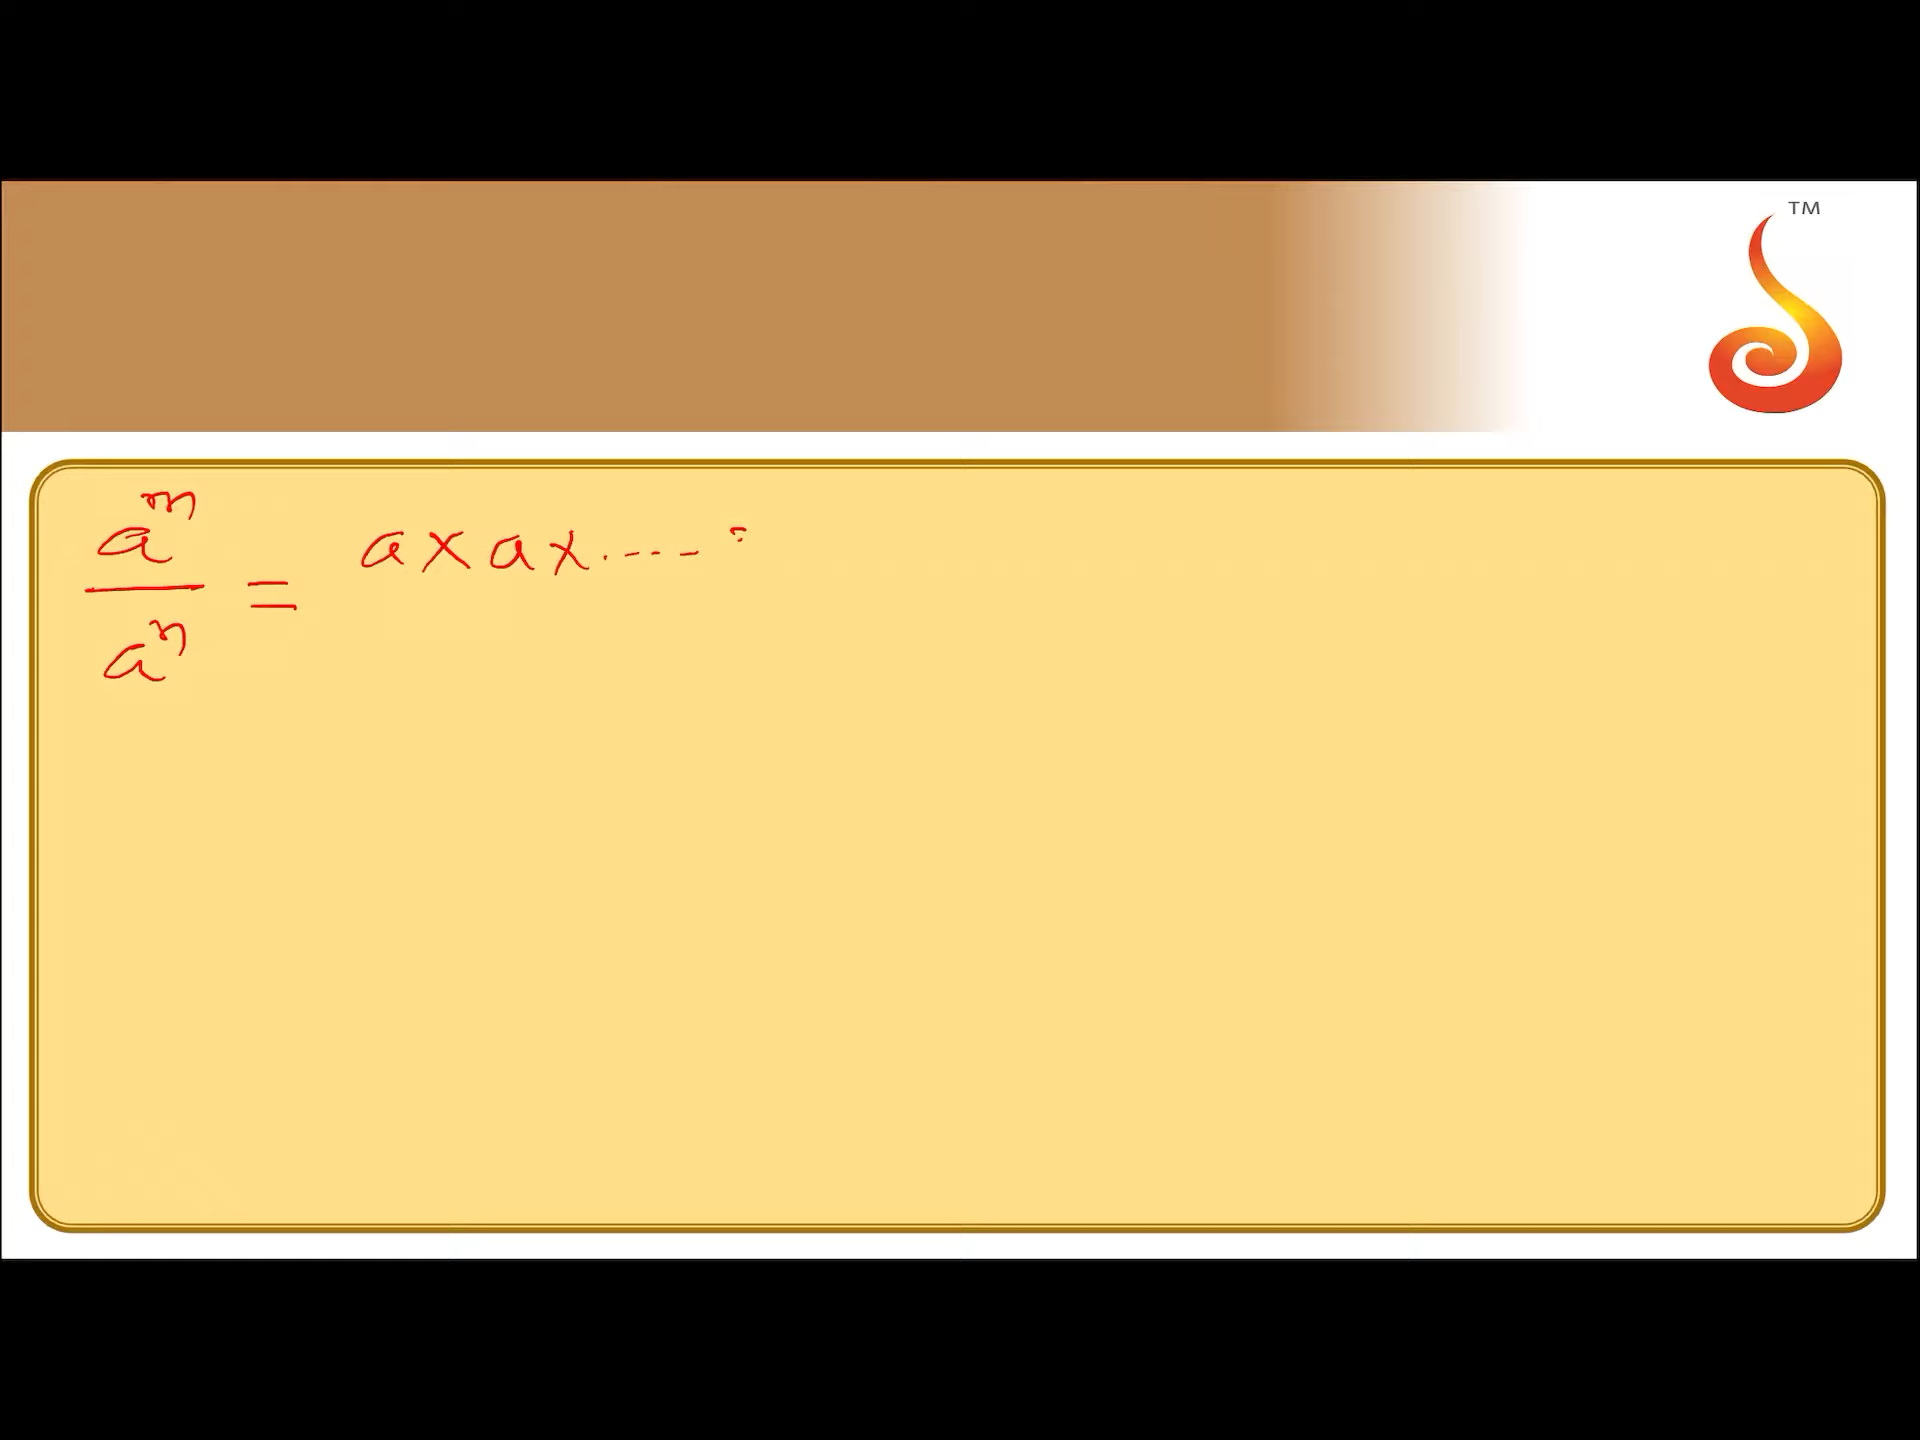 TM
a^m / a^n = a × a × .----